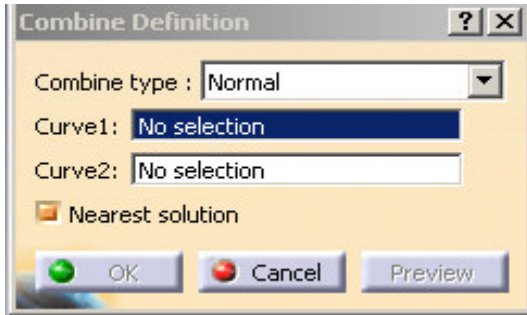 Combine Definition ? X
Combine type : Normal
Curve1: No selection
Curve2: No selection
Nearest solution
OK Cancel Preview